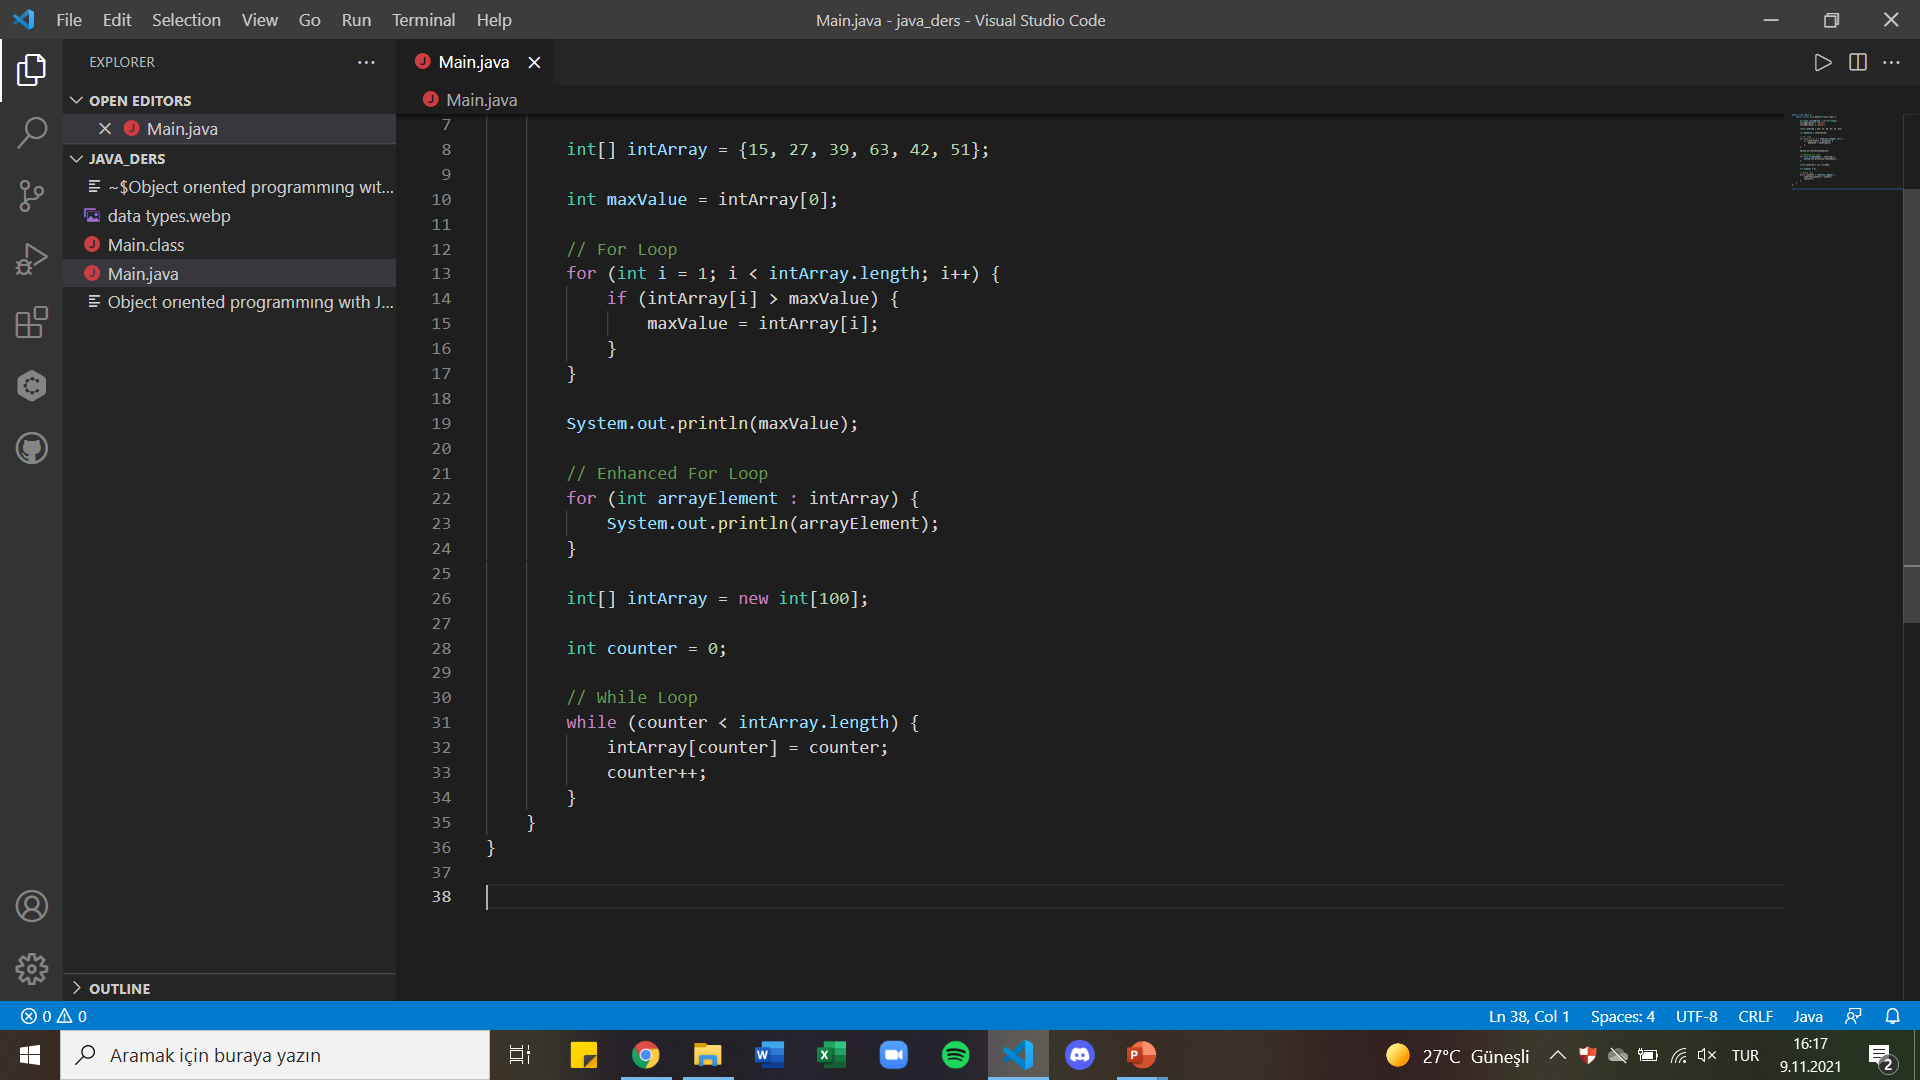 File Edit Selection View Go Run Terminal Help
Main.java - java_ders - Visual Studio Code
EXPLORER
OPEN EDITORS
Main.java
JAVA_DERS
~$Object orıented programmıng wıt...
data types.webp
Main.class
Main.java
Object orıented programmıng wıth J...
OUTLINE
Main.java
Main.java
7
8 int[] intArray = {15, 27, 39, 63, 42, 51};
9
10 int maxValue = intArray[0];
11
12 // For Loop
13 for (int i = 1; i < intArray.length; i++) {
14 if (intArray[i] > maxValue) {
15 maxValue = intArray[i];
16 }
17 }
18
19 System.out.println(maxValue);
20
21 // Enhanced For Loop
22 for (int arrayElement : intArray) {
23 System.out.println(arrayElement);
24 }
25
26 int[] intArray = new int[100];
27
28 int counter = 0;
29
30 // While Loop
31 while (counter < intArray.length) {
32 intArray[counter] = counter;
33 counter++;
34 }
35 }
36 }
37
38
0 0
Ln 38, Col 1 Spaces: 4 UTF-8 CRLF Java
Aramak için buraya yazın
27°C Güneşli
TUR
16:17
9.11.2021
2